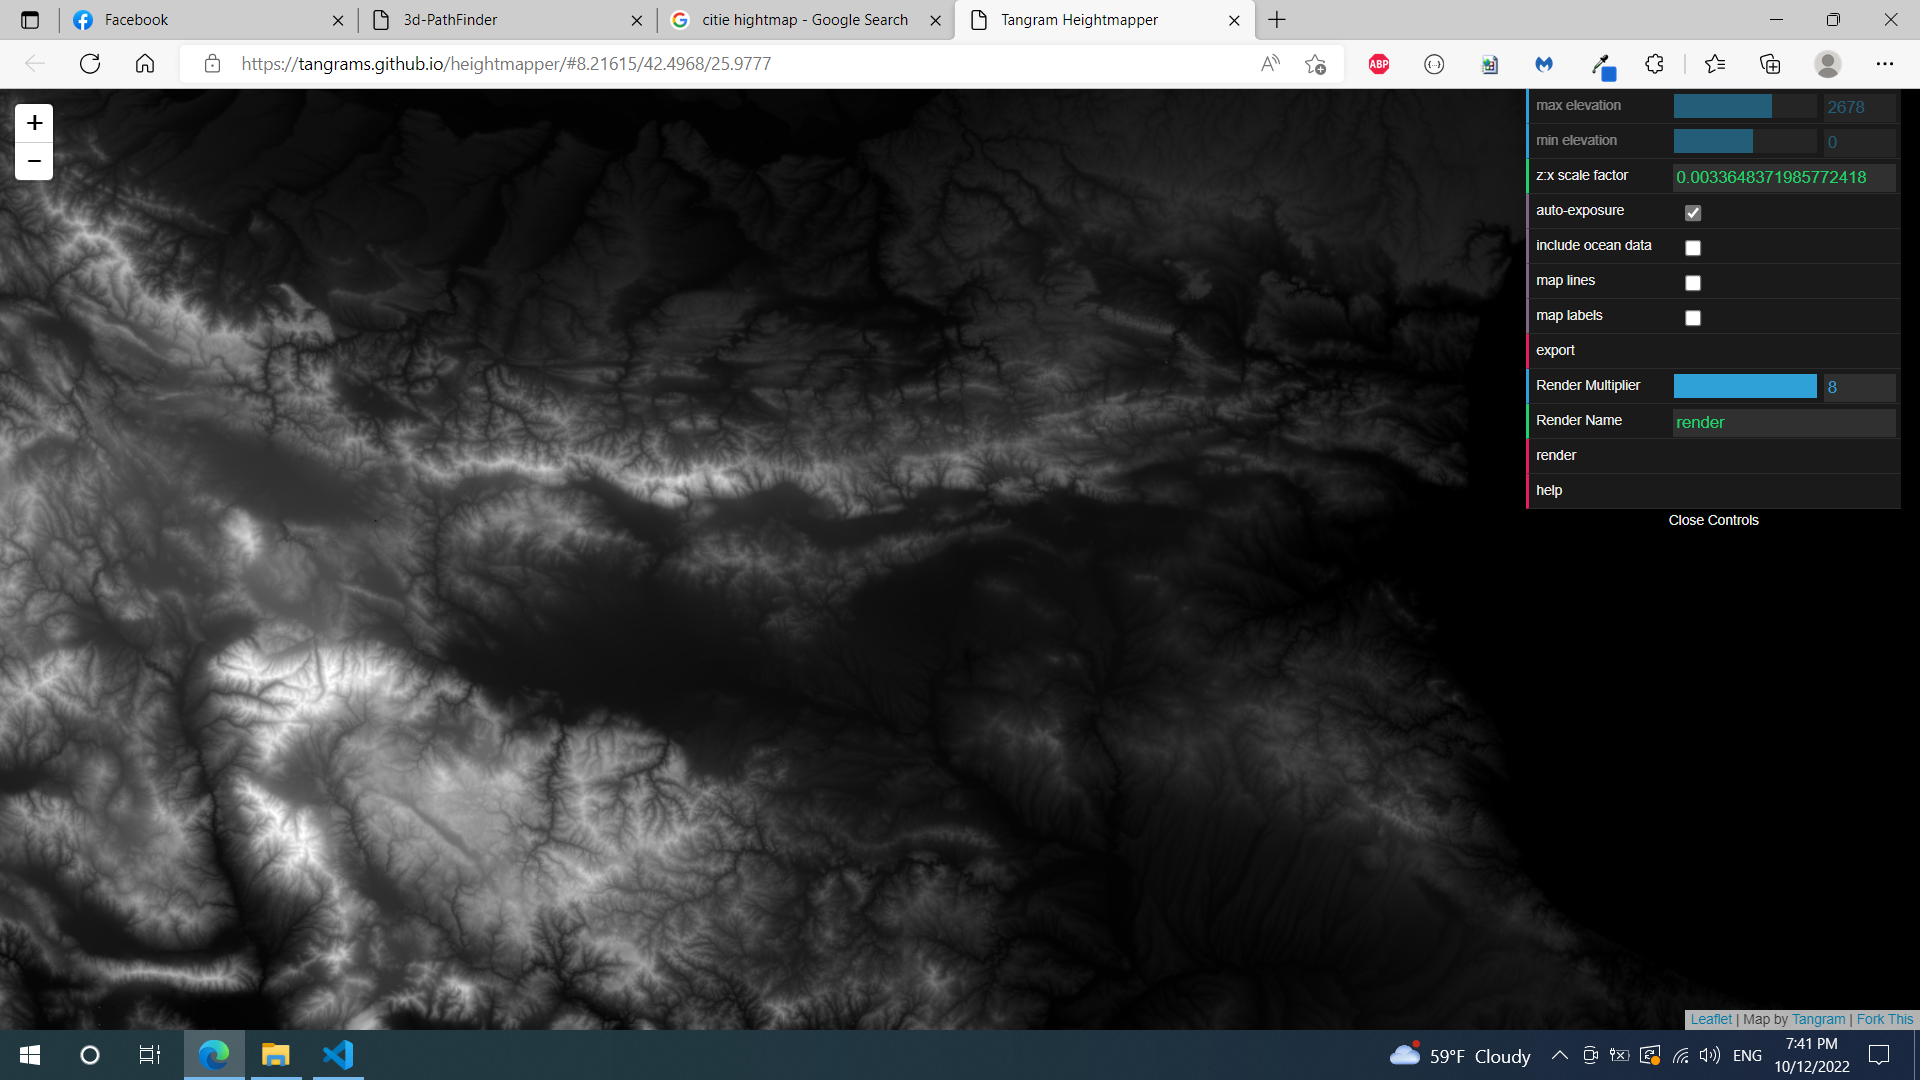 Facebook
3d-PathFinder
citie hightmap - Google Search
Tangram Heightmapper
https://tangrams.github.io/heightmapper/#8.21615/42.4968/25.9777
ABP
+
−
max elevation 2678
min elevation 0
z:x scale factor 0.0033648371985772418
auto-exposure
include ocean data
map lines
map labels
export
Render Multiplier 8
Render Name render
render
help
Close Controls
Leaflet | Map by Tangram | Fork This
59°F Cloudy
ENG
7:41 PM
10/12/2022